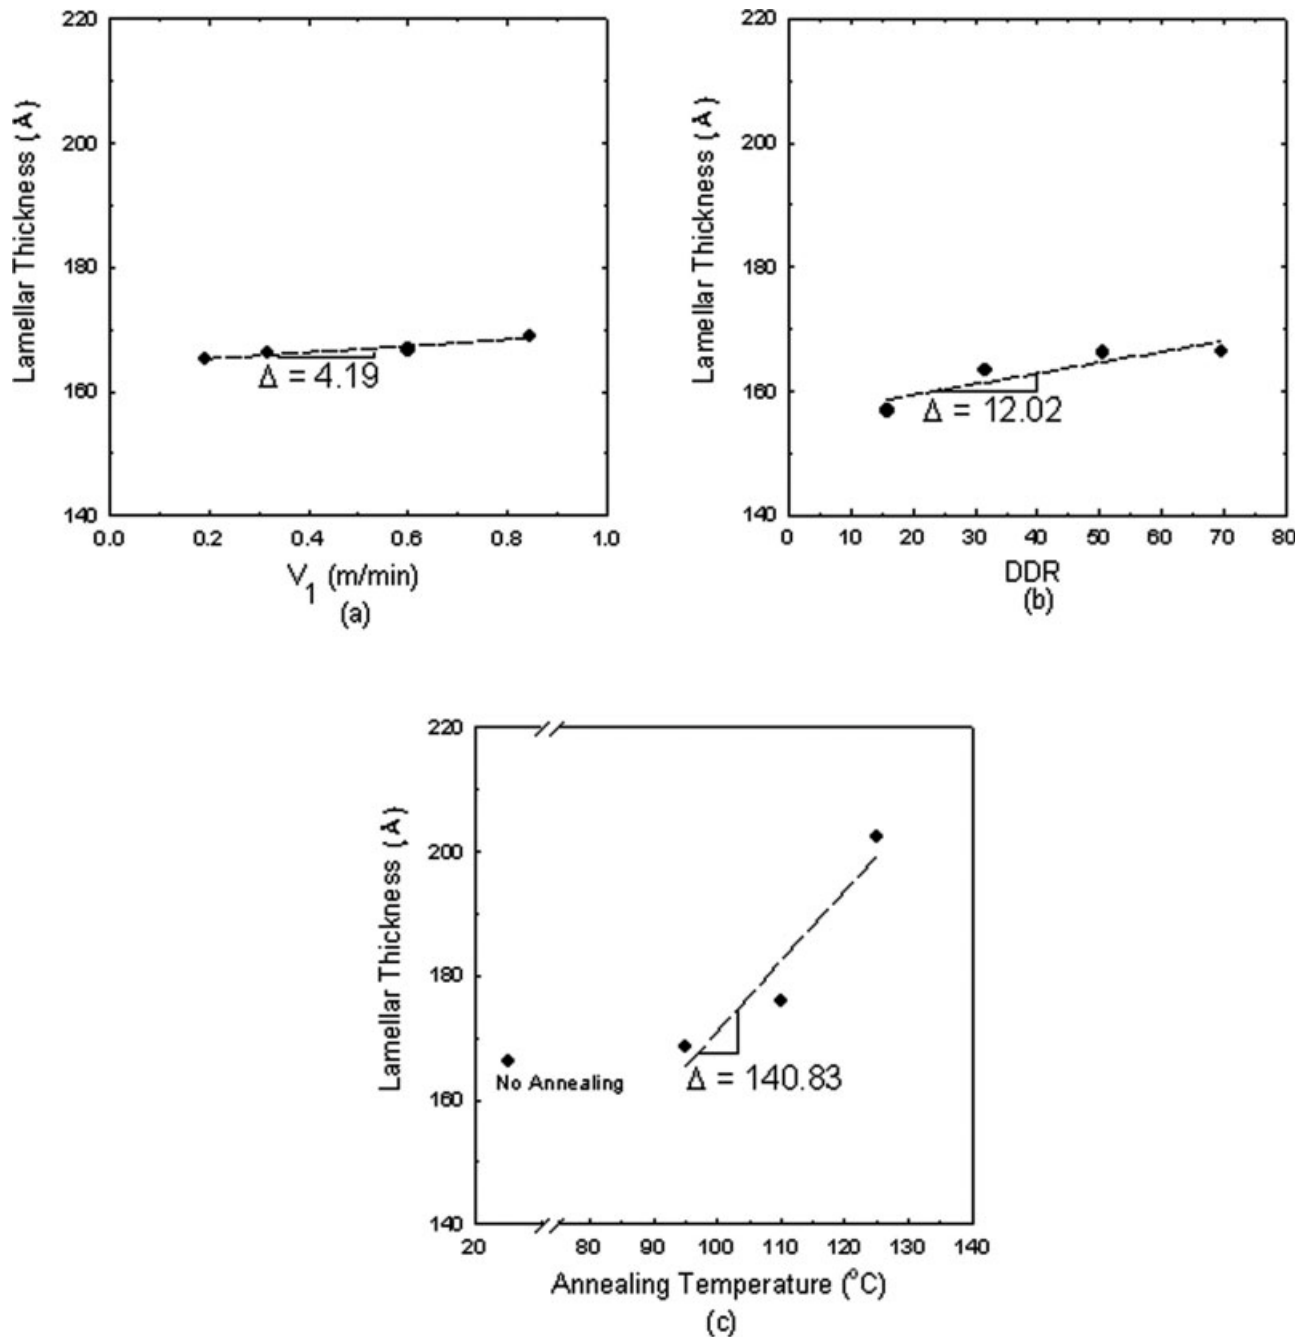 220
200
180
160
140
Lamellar Thickness (Å)
Δ = 4.19
0.0 0.2 0.4 0.6 0.8 1.0
V1 (m/min)
(a)
220
200
180
160
140
Lamellar Thickness (Å)
Δ = 12.02
0 10 20 30 40 50 60 70 80
DDR
(b)
220
200
180
160
140
Lamellar Thickness (Å)
No Annealing
Δ = 140.83
20 80 90 100 110 120 130 140
Annealing Temperature (°C)
(c)